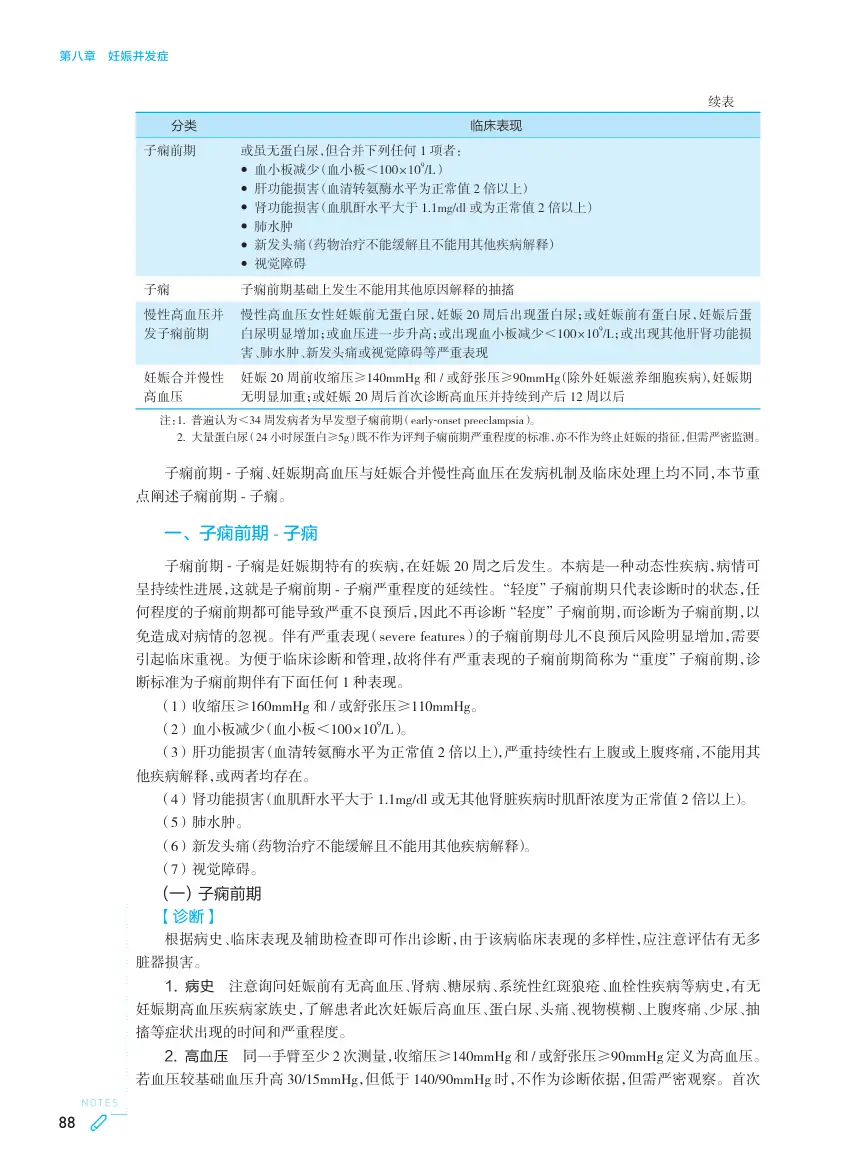 第八章　妊娠并发症
续表
分类　临床表现
子痫前期　或虽无蛋白尿，但合并下列任何 1 项者：
● 血小板减少（血小板＜100×10⁹/L）
● 肝功能损害（血清转氨酶水平为正常值 2 倍以上）
● 肾功能损害（血肌酐水平大于 1.1mg/dl 或为正常值 2 倍以上）
● 肺水肿
● 新发头痛（药物治疗不能缓解且不能用其他疾病解释）
● 视觉障碍
子痫　子痫前期基础上发生不能用其他原因解释的抽搐
慢性高血压并　慢性高血压女性妊娠前无蛋白尿，妊娠 20 周后出现蛋白尿；或妊娠前有蛋白尿，妊娠后蛋
发子痫前期　白尿明显增加；或血压进一步升高；或出现血小板减少＜100×10⁹/L；或出现其他肝肾功能损
害、肺水肿、新发头痛或视觉障碍等严重表现
妊娠合并慢性　妊娠 20 周前收缩压≥140mmHg 和 / 或舒张压≥90mmHg（除外妊娠滋养细胞疾病），妊娠期
高血压　无明显加重；或妊娠 20 周后首次诊断高血压并持续到产后 12 周以后
注：1. 普遍认为＜34 周发病者为早发型子痫前期（early-onset preeclampsia）。
2. 大量蛋白尿（24 小时尿蛋白≥5g）既不作为评判子痫前期严重程度的标准，亦不作为终止妊娠的指征，但需严密监测。
子痫前期 - 子痫、妊娠期高血压与妊娠合并慢性高血压在发病机制及临床处理上均不同，本节重
点阐述子痫前期 - 子痫。
一、子痫前期 - 子痫
子痫前期 - 子痫是妊娠期特有的疾病，在妊娠 20 周之后发生。本病是一种动态性疾病，病情可
呈持续性进展，这就是子痫前期 - 子痫严重程度的延续性。“轻度”子痫前期只代表诊断时的状态，任
何程度的子痫前期都可能导致严重不良预后，因此不再诊断“轻度”子痫前期，而诊断为子痫前期，以
免造成对病情的忽视。伴有严重表现（severe features）的子痫前期母儿不良预后风险明显增加，需要
引起临床重视。为便于临床诊断和管理，故将伴有严重表现的子痫前期简称为“重度”子痫前期，诊
断标准为子痫前期伴有下面任何 1 种表现。
（1）收缩压≥160mmHg 和 / 或舒张压≥110mmHg。
（2）血小板减少（血小板＜100×10⁹/L）。
（3）肝功能损害（血清转氨酶水平为正常值 2 倍以上），严重持续性右上腹或上腹疼痛，不能用其
他疾病解释，或两者均存在。
（4）肾功能损害（血肌酐水平大于 1.1mg/dl 或无其他肾脏疾病时肌酐浓度为正常值 2 倍以上）。
（5）肺水肿。
（6）新发头痛（药物治疗不能缓解且不能用其他疾病解释）。
（7）视觉障碍。
（一）子痫前期
【诊断】
根据病史、临床表现及辅助检查即可作出诊断，由于该病临床表现的多样性，应注意评估有无多
脏器损害。
1. 病史　注意询问妊娠前有无高血压、肾病、糖尿病、系统性红斑狼疮、血栓性疾病等病史，有无
妊娠期高血压疾病家族史，了解患者此次妊娠后高血压、蛋白尿、头痛、视物模糊、上腹疼痛、少尿、抽
搐等症状出现的时间和严重程度。
2. 高血压　同一手臂至少 2 次测量，收缩压≥140mmHg 和 / 或舒张压≥90mmHg 定义为高血压。
若血压较基础血压升高 30/15mmHg，但低于 140/90mmHg 时，不作为诊断依据，但需严密观察。首次
NOTES
88